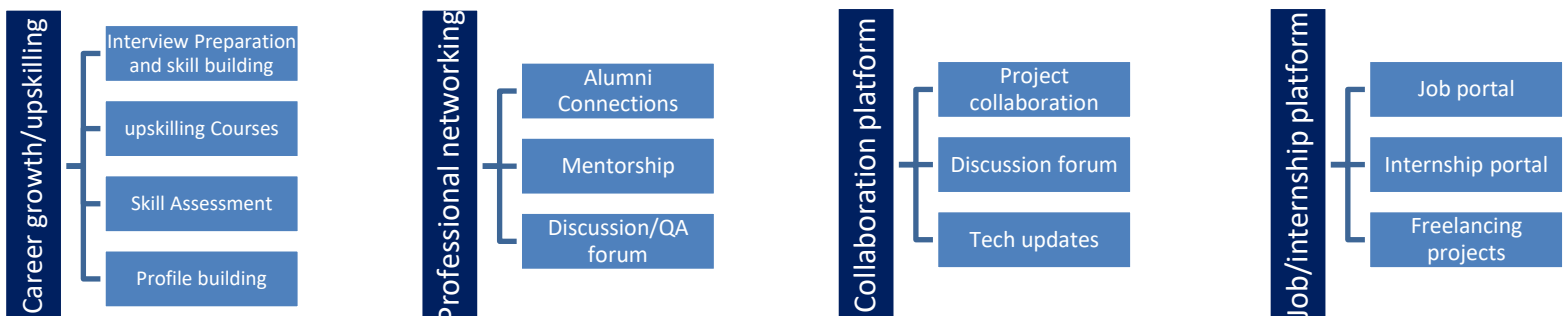 Career growth/upskilling
Interview Preparation
and skill building
upskilling Courses
Skill Assessment
Profile building
Professional networking
Alumni
Connections
Mentorship
Discussion/QA
forum
Collaboration platform
Project
collaboration
Discussion forum
Tech updates
Job/internship platform
Job portal
Internship portal
Freelancing
projects